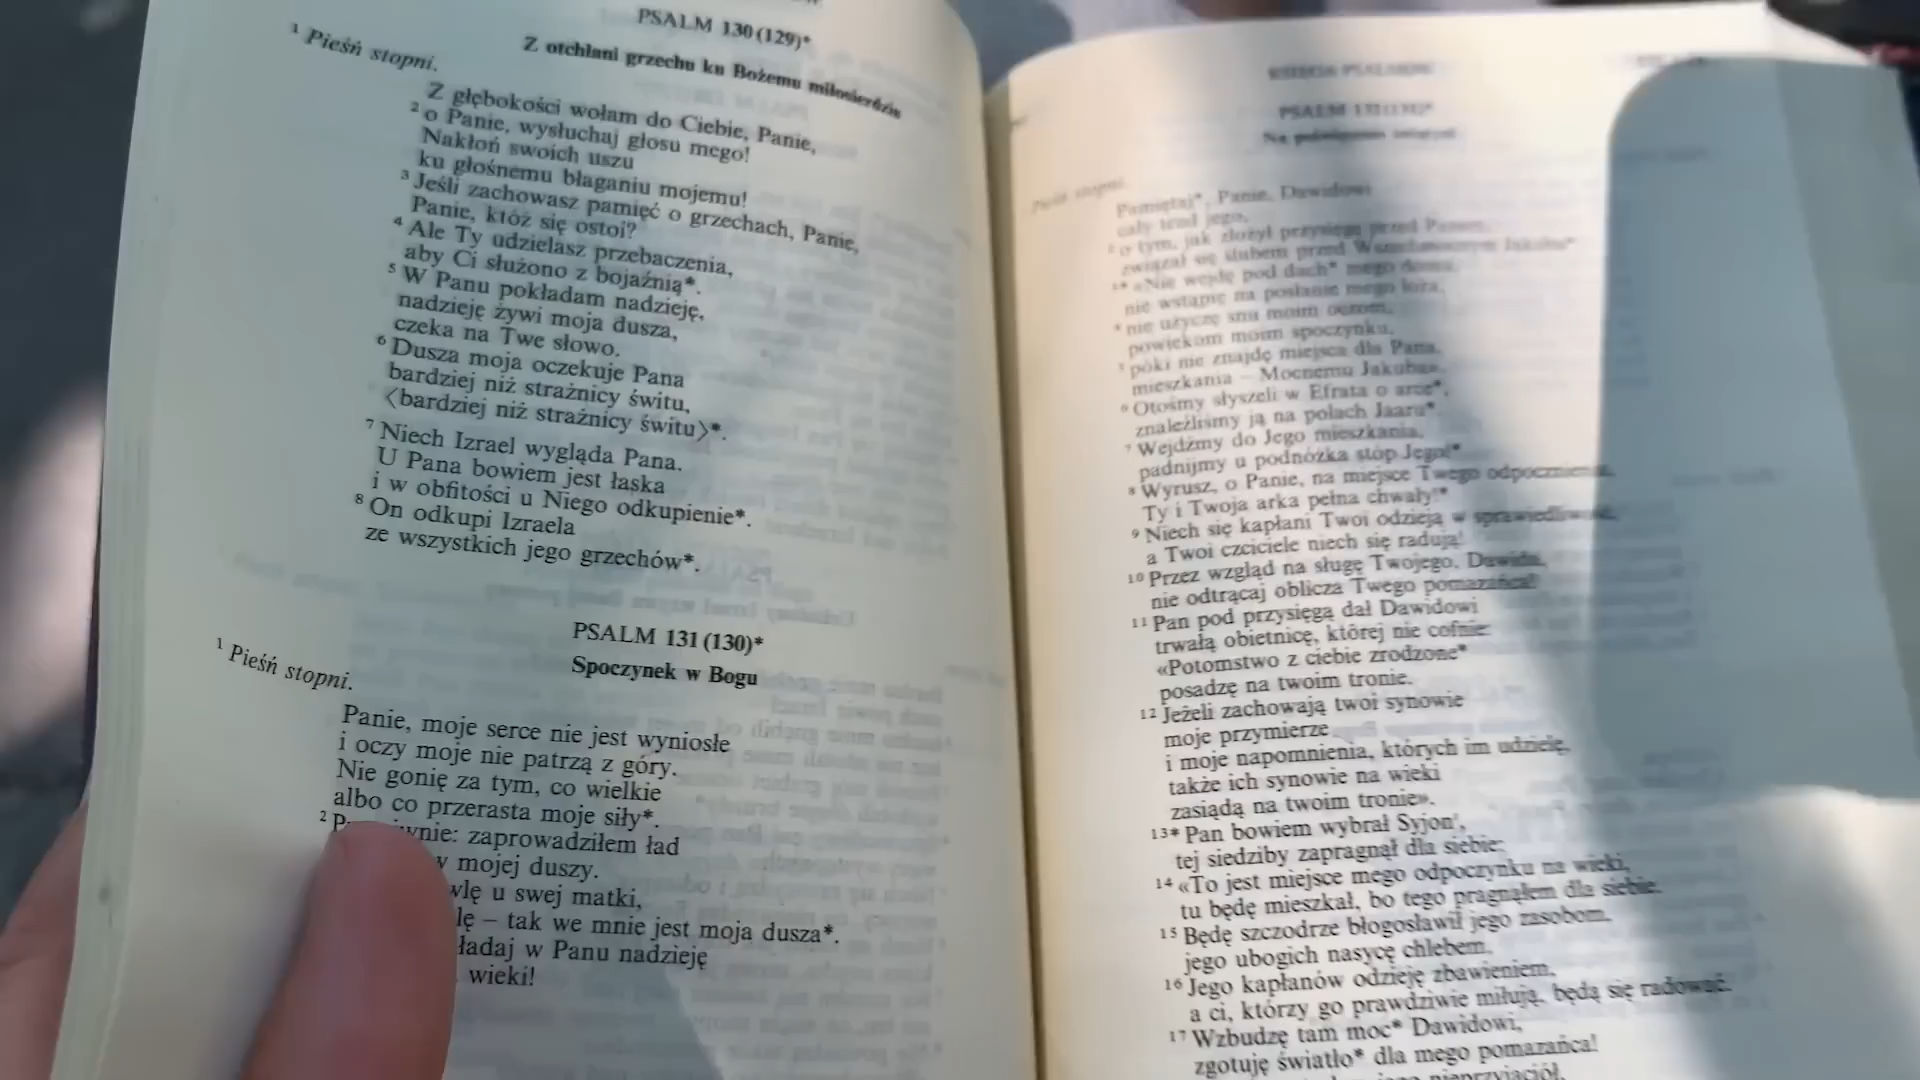 PSALM 130 (129)*
Z otchłani grzechu ku Bożemu miłosierdziu
¹ Pieśń stopni.
Z głębokości wołam do Ciebie, Panie,
² o Panie, wysłuchaj głosu mego!
Nakłoń swoich uszu
ku głośnemu błaganiu mojemu!
³ Jeśli zachowasz pamięć o grzechach, Panie,
Panie, któż się ostoi?
⁴ Ale Ty udzielasz przebaczenia,
aby Ci służono z bojaźnią*.
⁵ W Panu pokładam nadzieję,
nadzieję żywi moja dusza,
czeka na Twe słowo.
⁶ Dusza moja oczekuje Pana
bardziej niż strażnicy świtu,
〈bardziej niż strażnicy świtu〉*.
⁷ Niech Izrael wygląda Pana.
U Pana bowiem jest łaska
i w obfitości u Niego odkupienie*.
⁸ On odkupi Izraela
ze wszystkich jego grzechów*.
PSALM 131 (130)*
Spoczynek w Bogu
¹ Pieśń stopni.
Panie, moje serce nie jest wyniosłe
i oczy moje nie patrzą z góry.
Nie gonię za tym, co wielkie
albo co przerasta moje siły*.
² zaprowadziłem ład
mojej duszy.
u swej matki,
– tak we mnie jest moja dusza*.
w Panu nadzieję
wieki!
KSIĘGA PSALMÓW
PSALM
Pieśń stopni.
Pamiętaj*, Panie, Dawidowi
cały trud jego,
² o tym, jak złożył przysięgę przed Panem,
związał się ślubem przed Wszechmocnym Jakuba*
«Nie wejdę pod dach* mego domu,
nie wstąpię na posłanie mego łoża,
⁴ nie użyczę snu moim oczom,
powiekom moim spoczynku,
⁵ póki nie znajdę miejsca dla Pana,
mieszkania – Mocnemu Jakuba».
⁶ Otośmy słyszeli w Efrata o arce*,
znaleźliśmy ją na polach Jaaru*.
⁷ Wejdźmy do Jego mieszkania,
padnijmy u podnóżka stóp Jego!*
⁸ Wyrusz, o Panie, na miejsce Twego odpocznienia,
Ty i Twoja arka pełna chwały!*
⁹ Niech się kapłani Twoi odzieją w sprawiedliwość,
a Twoi czciciele niech się radują!
¹⁰ Przez wzgląd na sługę Twojego, Dawida,
nie odtrącaj oblicza Twego pomazańca!
¹¹ Pan pod przysięgą dał Dawidowi
trwałą obietnicę, której nie cofnie:
«Potomstwo z ciebie zrodzone*
posadzę na twoim tronie.
¹² Jeżeli zachowają twoi synowie
moje przymierze
i moje napomnienia, których im udzielę,
także ich synowie na wieki
zasiądą na twoim tronie».
¹³* Pan bowiem wybrał Syjon,
tej siedziby zapragnął dla siebie:
¹⁴ «To jest miejsce mego odpoczynku na wieki,
tu będę mieszkał, bo tego pragnąłem dla siebie.
¹⁵ Będę szczodrze błogosławił jego zasobom,
jego ubogich nasycę chlebem.
¹⁶ Jego kapłanów odzieję zbawieniem,
a ci, którzy go prawdziwie miłują, będą się radować.
¹⁷ Wzbudzę tam moc* Dawidowi,
zgotuję światło* dla mego pomazańca!
nieprzyjaciół,